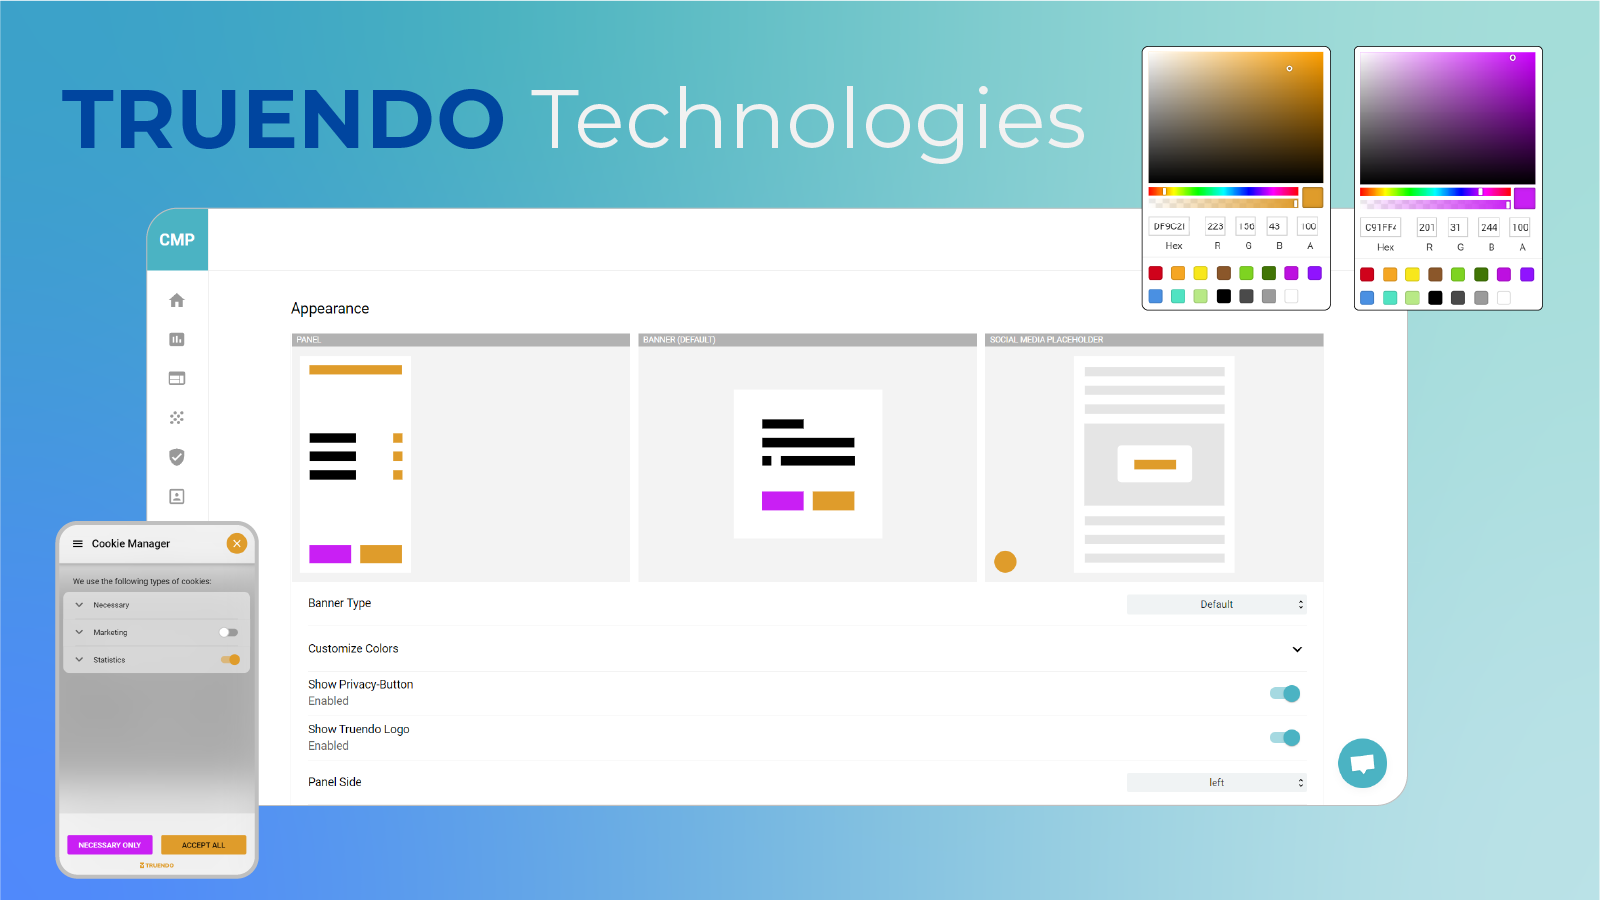 TRUENDO Technologies
DF9C2B 223 156 43 100
Hex R G B A
C91FF4 201 31 244 100
Hex R G B A
CMP
Appearance
PANEL
BANNER (DEFAULT)
SOCIAL MEDIA PLACEHOLDER
Banner Type
Default
Customize Colors
Show Privacy-Button
Enabled
Show Truendo Logo
Enabled
Panel Side
left
Cookie Manager
We use the following types of cookies:
Necessary
Marketing
Statistics
NECESSARY ONLY
ACCEPT ALL
TRUENDO